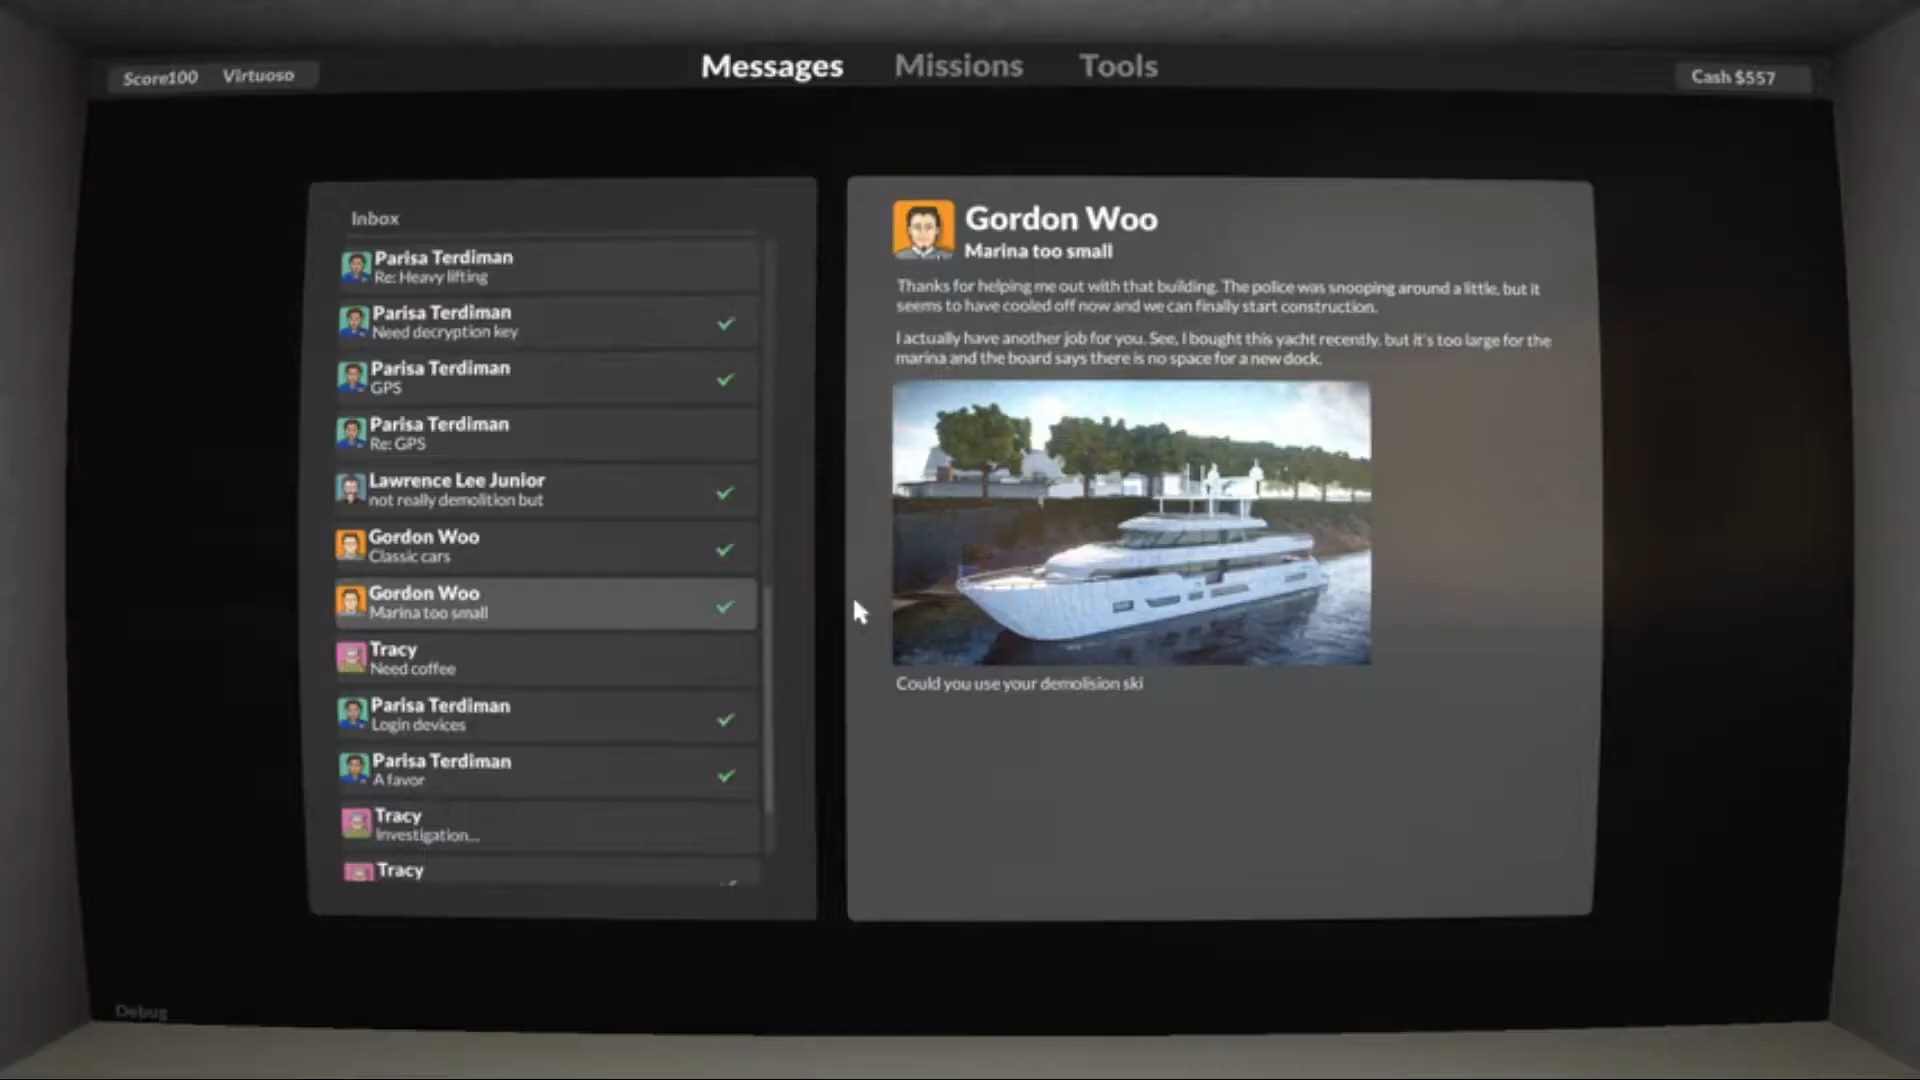 Score100 Virtuoso
Messages Missions Tools
Cash $557
Inbox
Parisa Terdiman
Re: Heavy lifting
Parisa Terdiman
Need decryption key
Parisa Terdiman
GPS
Parisa Terdiman
Re: GPS
Lawrence Lee Junior
not really demolition but
Gordon Woo
Classic cars
Gordon Woo
Marina too small
Tracy
Need coffee
Parisa Terdiman
Login devices
Parisa Terdiman
A favor
Tracy
Investigation...
Tracy
Gordon Woo
Marina too small
Thanks for helping me out with that building. The police was snooping around a little, but it
seems to have cooled off now and we can finally start construction.
I actually have another job for you. See, I bought this yacht recently, but it's too large for the
marina and the board says there is no space for a new dock.
Could you use your demolision ski
Debug